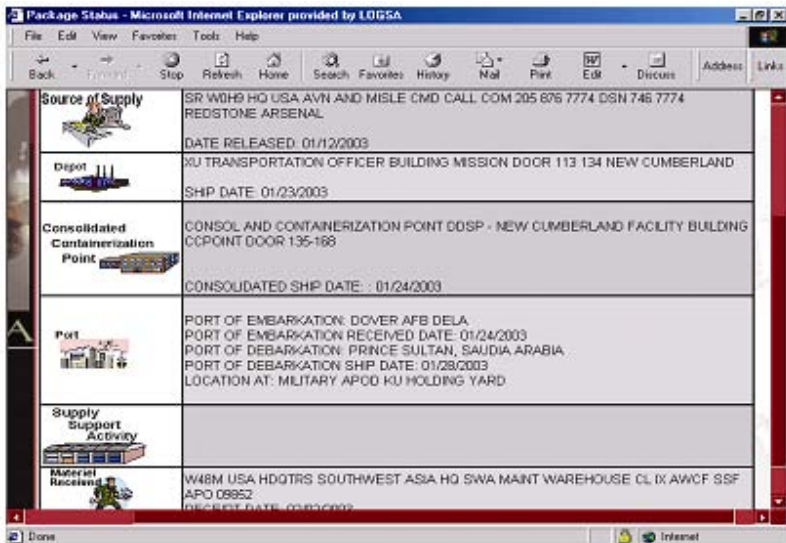 Package Status - Microsoft Internet Explorer provided by LOGSA
File Edit View Favorites Tools Help
Back Forward Stop Refresh Home Search Favorites History Mail Print Edit Discuss Address Links
Source of Supply
SR W0H9 HQ USA AVN AND MISLE CMD CALL COM 205 876 7774 DSN 746 7774
REDSTONE ARSENAL
DATE RELEASED: 01/12/2003
Depot
XU TRANSPORTATION OFFICER BUILDING MISSION DOOR 113 134 NEW CUMBERLAND
SHIP DATE: 01/23/2003
Consolidated
Containerization
Point
CONSOL AND CONTAINERIZATION POINT DDSP - NEW CUMBERLAND FACILITY BUILDING
CCPOINT DOOR 135-168
CONSOLIDATED SHIP DATE: : 01/24/2003
Port
PORT OF EMBARKATION: DOVER AFB DELA
PORT OF EMBARKATION RECEIVED DATE: 01/24/2003
PORT OF DEBARKATION: PRINCE SULTAN, SAUDIA ARABIA
PORT OF DEBARKATION SHIP DATE: 01/28/2003
LOCATION AT: MILITARY APOD KU HOLDING YARD
Supply
Support
Activity
Materiel
Received
W48M USA HDQTRS SOUTHWEST ASIA HQ SWA MAINT WAREHOUSE CL IX AWCF SSF
APO 09852
RECEIPT DATE:
Done
Internet